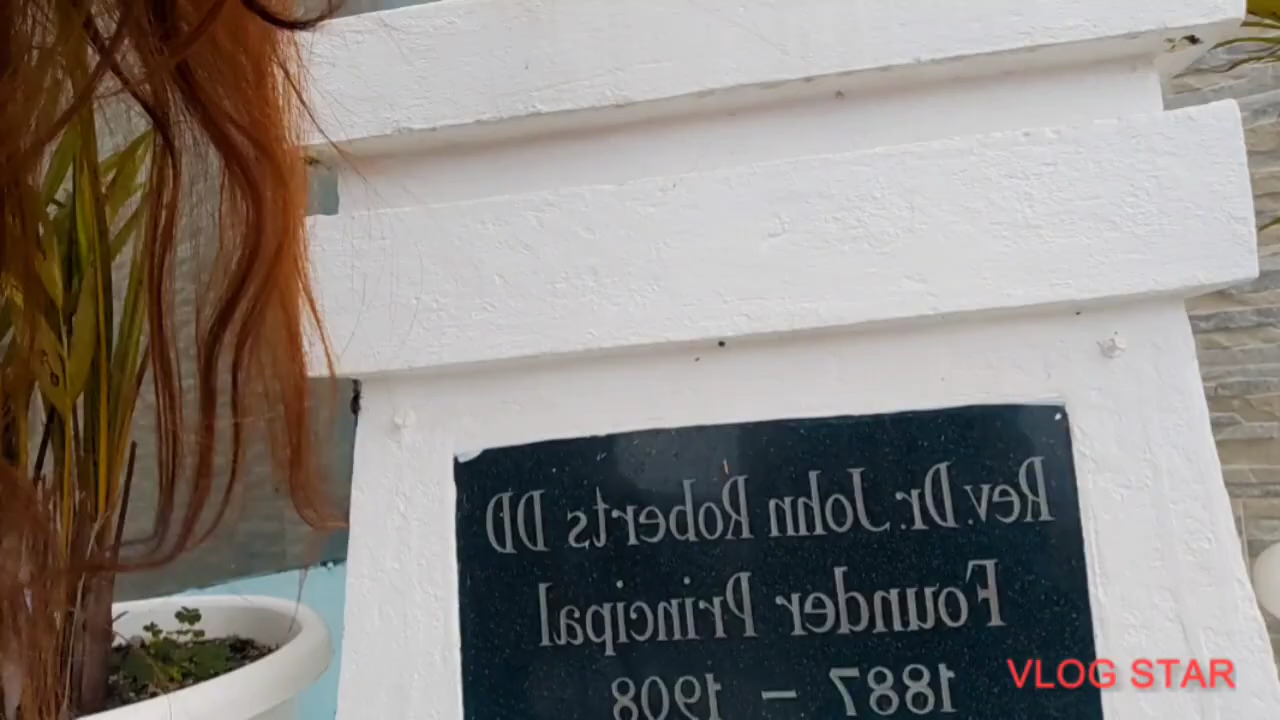 Rev. Dr. John Roberts DD
Founder Principal
1887 – 1908
VLOG STAR